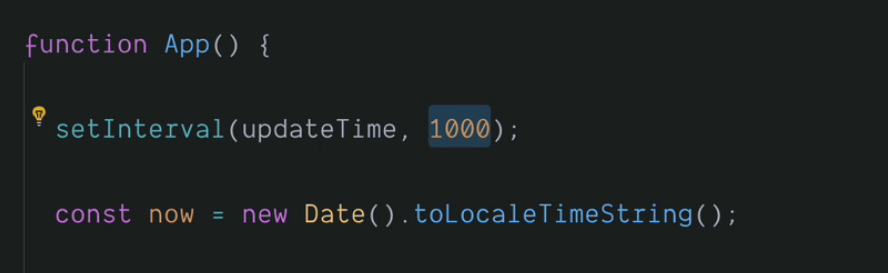 function App() {
setInterval(updateTime, 1000);
const now = new Date().toLocaleTimeString();